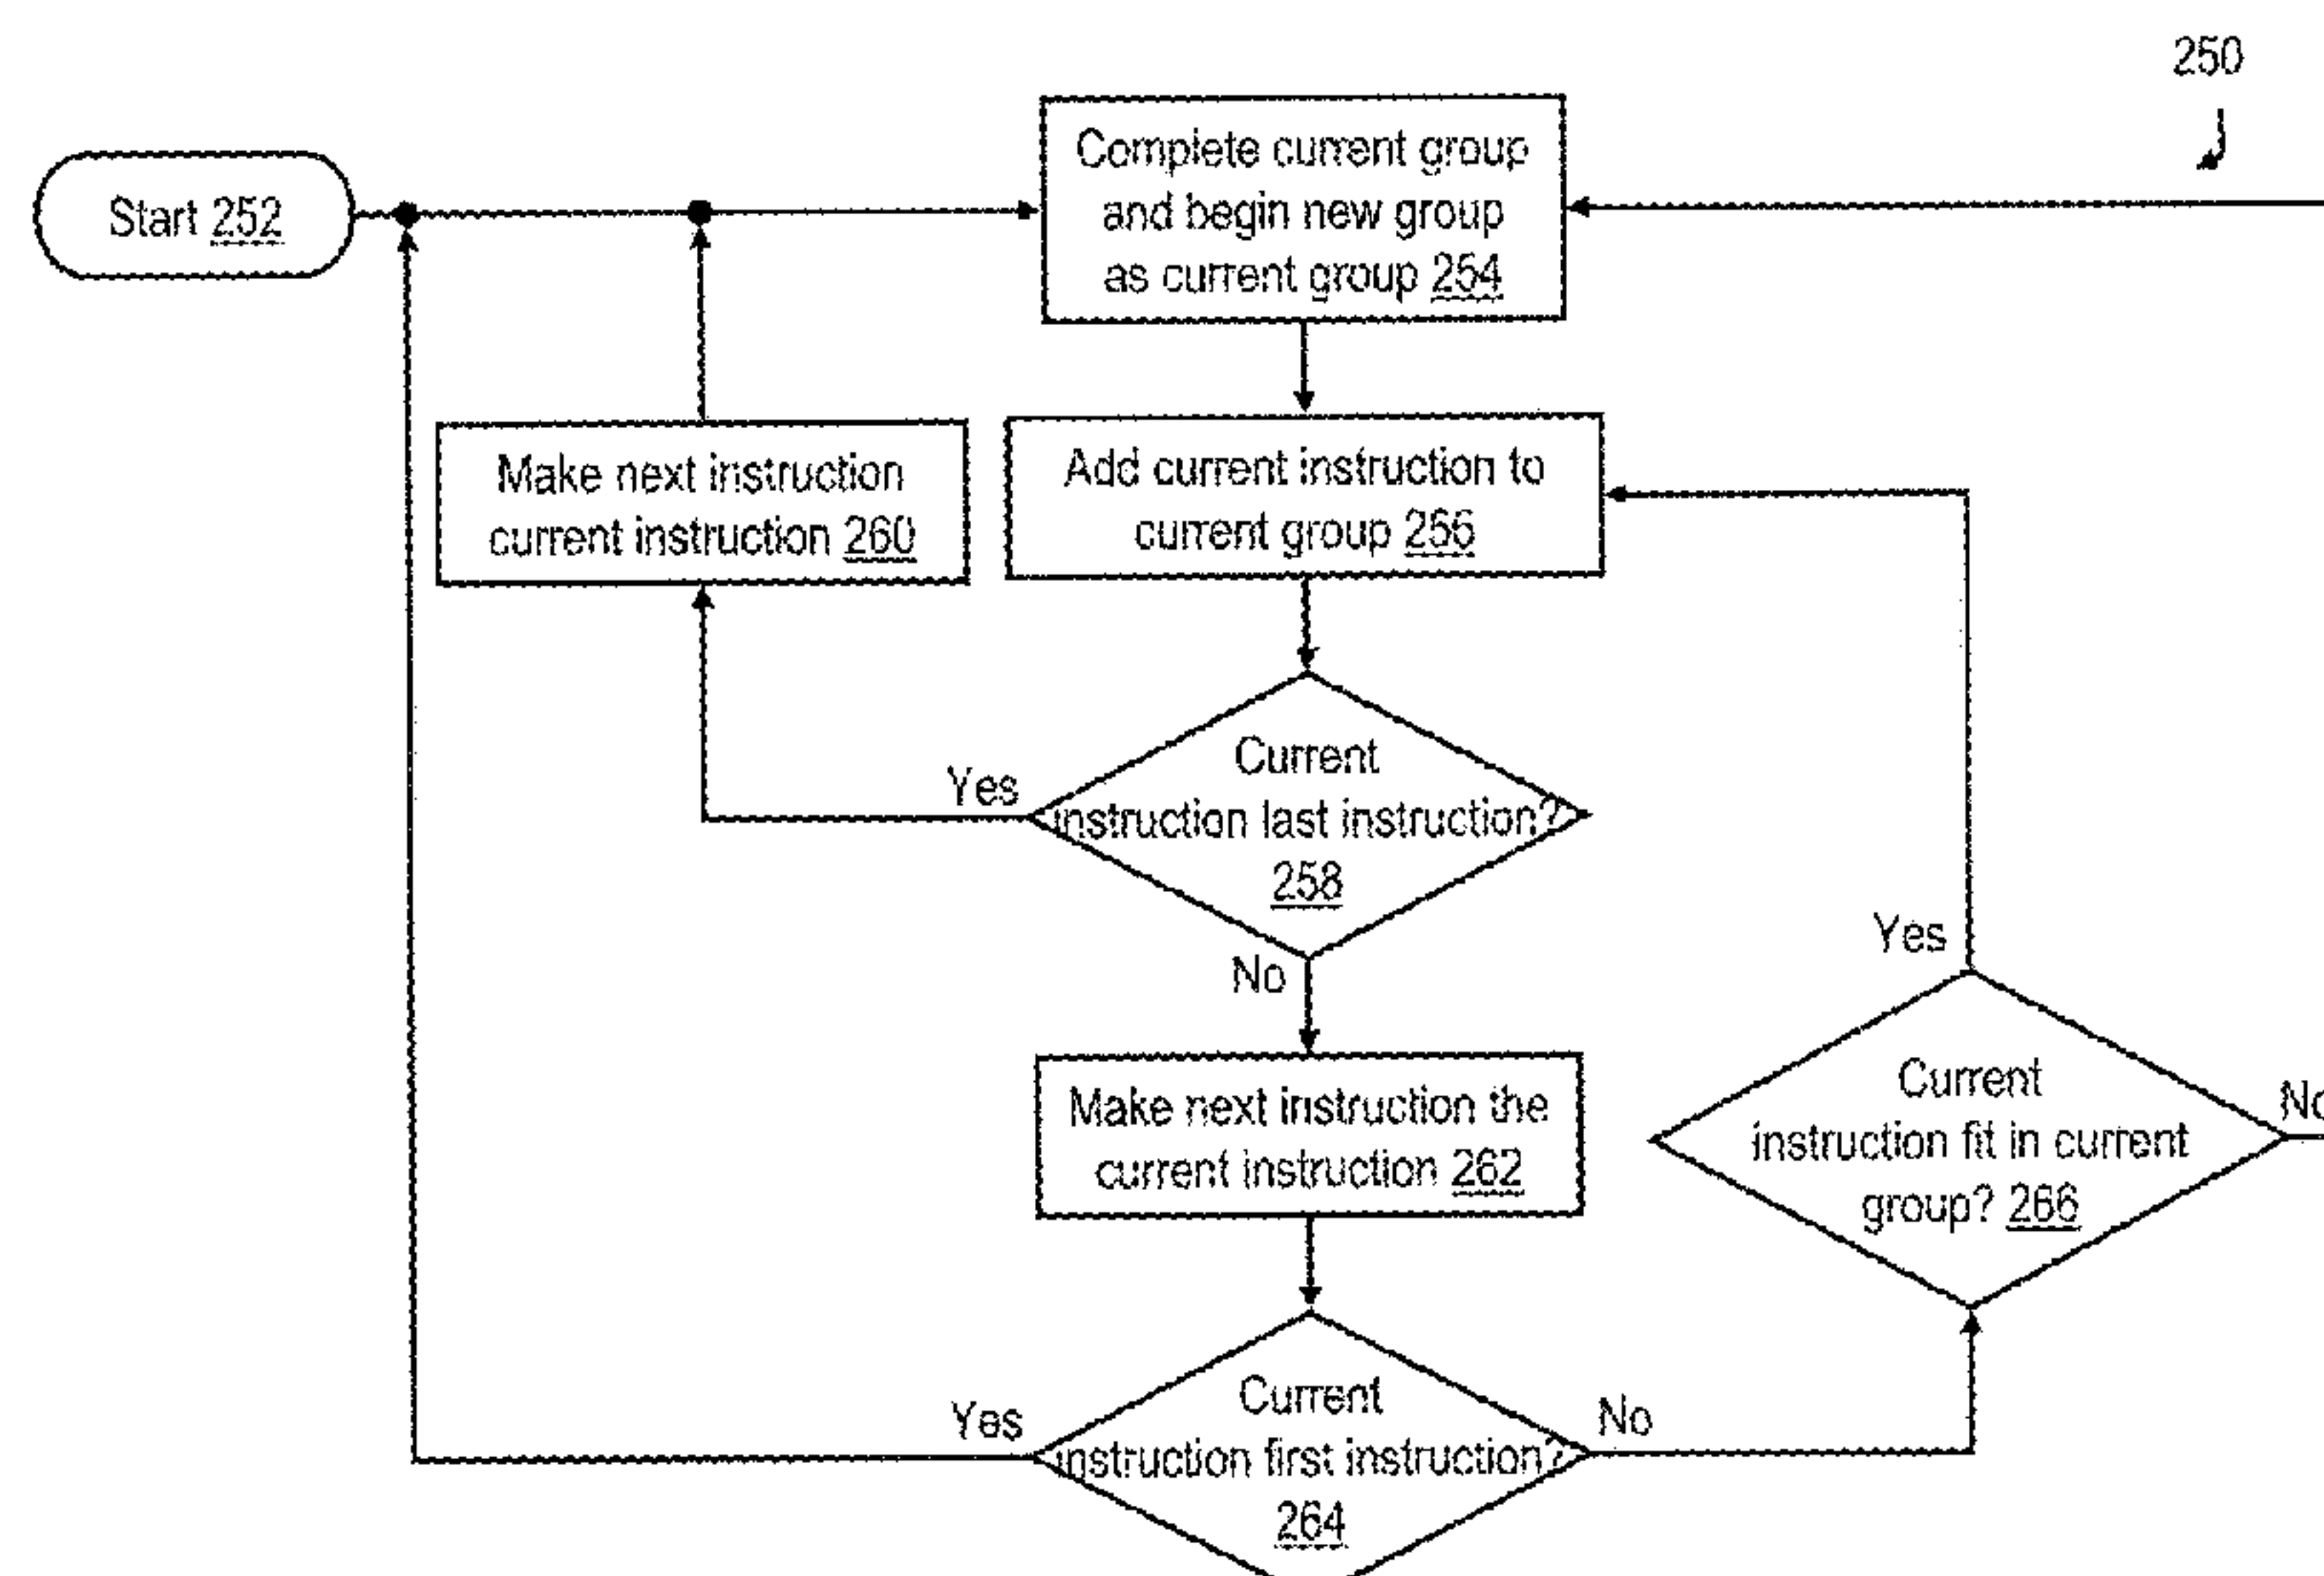 250
Start 252
Complete current group
and begin new group
as current group 254
Make next instruction
current instruction 260
Add current instruction to
current group 256
Current
instruction last instruction?
258
Yes
No
Make next instruction the
current instruction 262
Yes
Current
instruction fit in current
group? 266
No
Current
instruction first instruction?
264
Yes
No